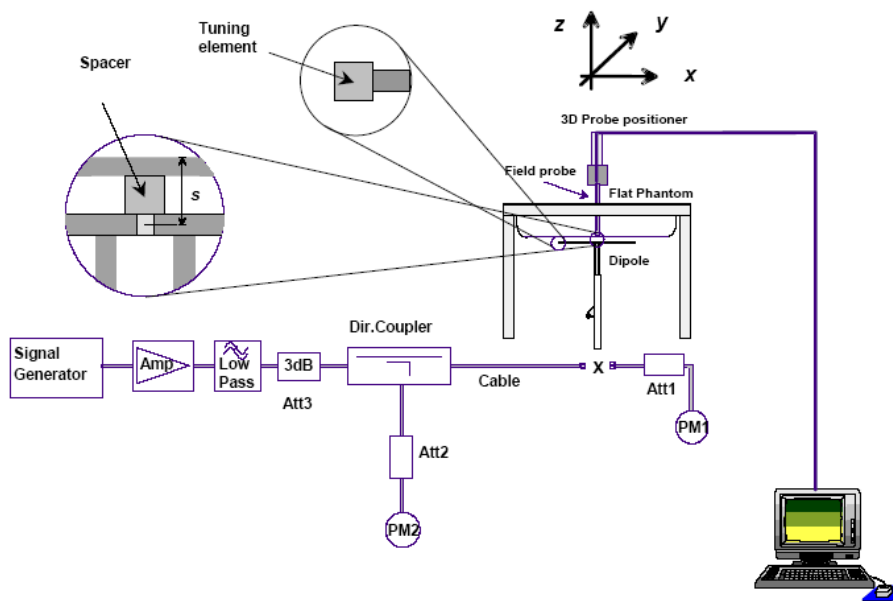 Tuning
element
Spacer
s
z
y
x
3D Probe positioner
Field probe
Flat Phantom
Dipole
Dir.Coupler
Signal
Generator
Amp
Low
Pass
3dB
Att3
Cable
X
Att1
PM1
Att2
PM2